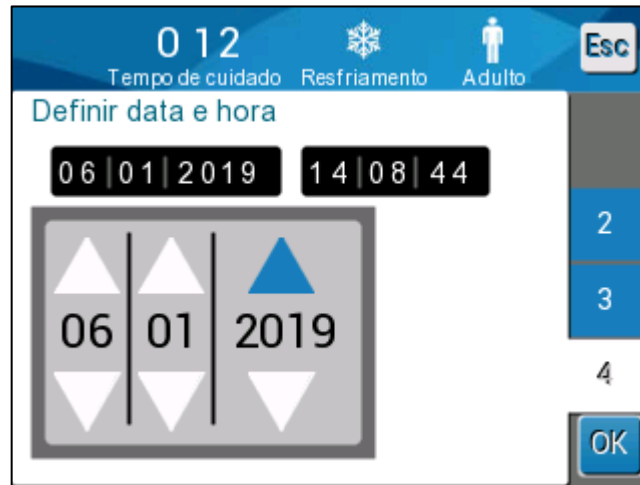 0 12
Tempo de cuidado Resfriamento Adulto Esc
Definir data e hora
06|01|2019 14|08|44
2
3
06 01 2019
4
OK